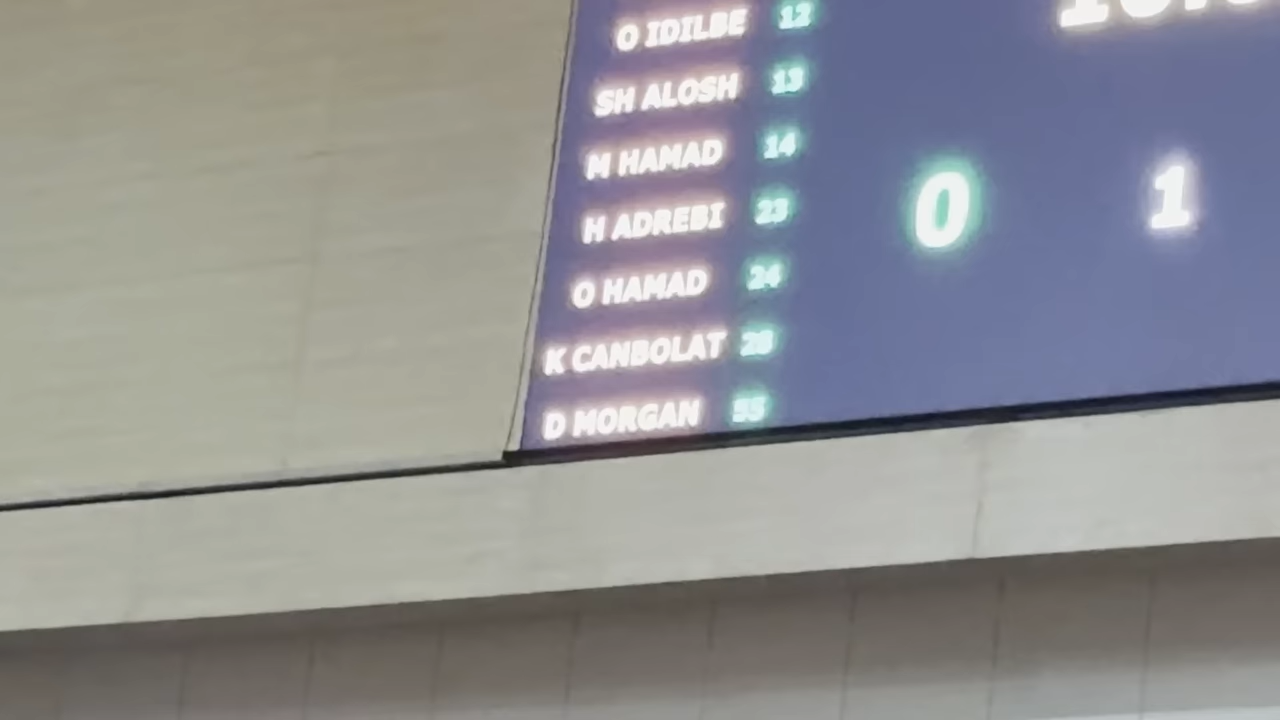 O IDILBE 12
SH ALOSH 13
M HAMAD 14
H ADREBI 23
O HAMAD 24
K CANBOLAT 28
D MORGAN 55
0 1